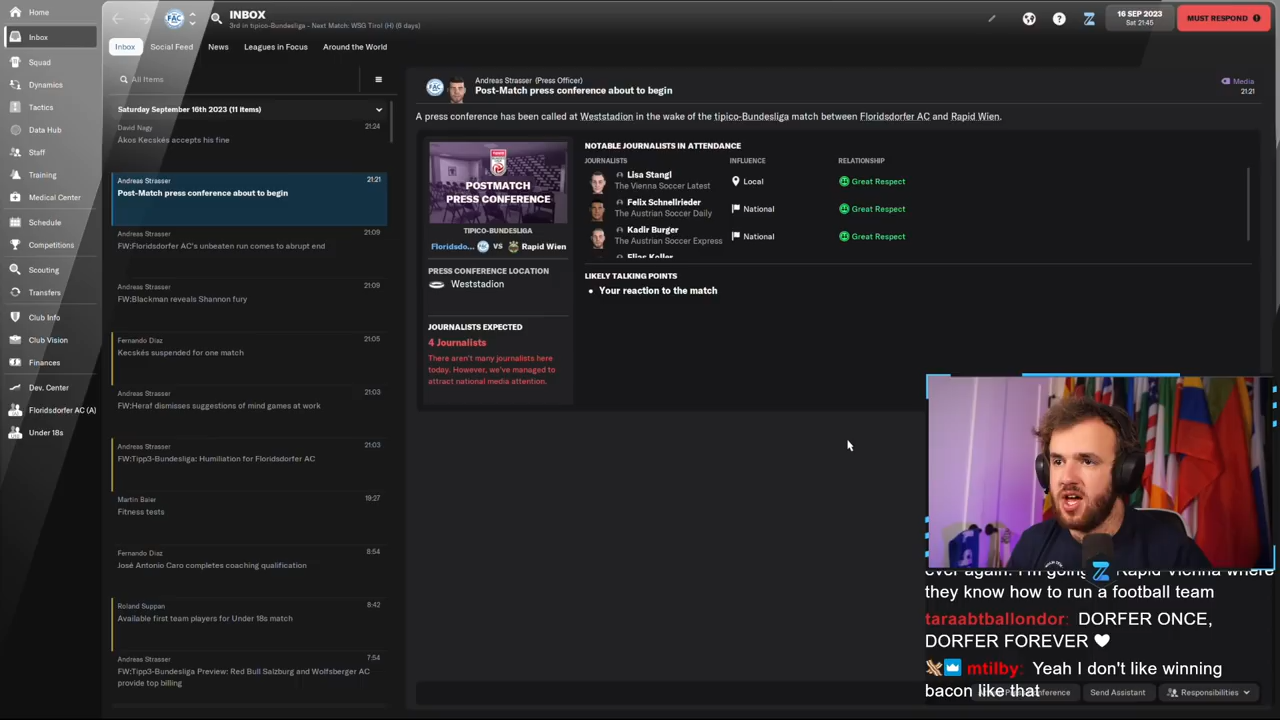 INBOX
3rd in tipico-Bundesliga - Next Match: WSG Tirol (H) (6 days)
16 SEP 2023
Sat 21:45
MUST RESPOND
Home
Inbox
Squad
Dynamics
Tactics
Data Hub
Staff
Training
Medical Center
Schedule
Competitions
Scouting
Transfers
Club Info
Club Vision
Finances
Dev. Center
Floridsdorfer AC (A)
Under 18s
Inbox
Social Feed
News
Leagues in Focus
Around the World
All Items
Saturday September 16th 2023 (11 Items)
David Nagy
21:24
Ákos Kecskés accepts his fine
Andreas Strasser
21:21
Post-Match press conference about to begin
Andreas Strasser
21:09
FW:Floridsdorfer AC's unbeaten run comes to abrupt end
Andreas Strasser
21:09
FW:Blackman reveals Shannon fury
Fernando Diaz
21:05
Kecskés suspended for one match
Andreas Strasser
21:03
FW:Heraf dismisses suggestions of mind games at work
Andreas Strasser
21:03
FW:Tipp3-Bundesliga: Humiliation for Floridsdorfer AC
Martin Baier
19:27
Fitness tests
Fernando Diaz
8:54
José Antonio Caro completes coaching qualification
Roland Suppan
8:42
Available first team players for Under 18s match
Andreas Strasser
7:54
FW:Tipp3-Bundesliga Preview: Red Bull Salzburg and Wolfsberger AC
provide top billing
Andreas Strasser (Press Officer)
Post-Match press conference about to begin
Media
21:21
A press conference has been called at Weststadion in the wake of the tipico-Bundesliga match between Floridsdorfer AC and Rapid Wien.
POSTMATCH
PRESS CONFERENCE
TIPICO-BUNDESLIGA
Floridsdo... VS Rapid Wien
PRESS CONFERENCE LOCATION
Weststadion
JOURNALISTS EXPECTED
4 Journalists
There aren't many journalists here
today. However, we've managed to
attract national media attention.
NOTABLE JOURNALISTS IN ATTENDANCE
JOURNALISTS INFLUENCE RELATIONSHIP
Lisa Stangl
The Vienna Soccer Latest
Local
Great Respect
Felix Schnellrieder
The Austrian Soccer Daily
National
Great Respect
Kadir Burger
The Austrian Soccer Express
National
Great Respect
Elias Koller
LIKELY TALKING POINTS
Your reaction to the match
ever again! I'm going Rapid Vienna where
they know how to run a football team
taraabtballondor: DORFER ONCE,
DORFER FOREVER
mtilby: Yeah I don't like winning
bacon like that
Send Assistant
Responsibilities